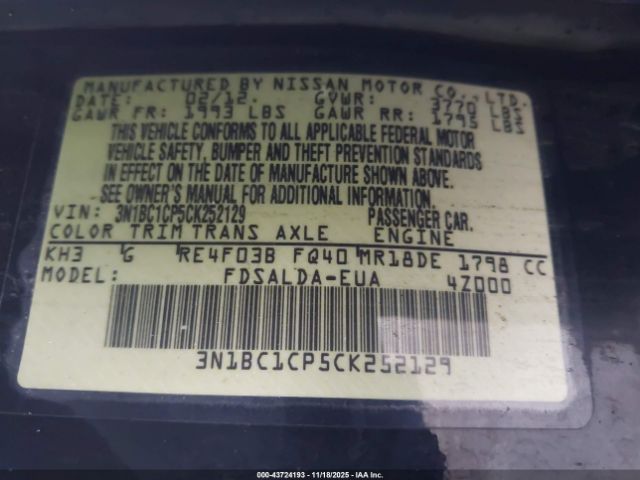 MANUFACTURED BY NISSAN MOTOR CO., LTD.
DATE: 02/12. GVWR: 3770 LBS
GAWR FR: 1993 LBS GAWR RR: 1795 LBS
THIS VEHICLE CONFORMS TO ALL APPLICABLE FEDERAL MOTOR
VEHICLE SAFETY, BUMPER AND THEFT PREVENTION STANDARDS
IN EFFECT ON THE DATE OF MANUFACTURE SHOWN ABOVE.
SEE OWNER'S MANUAL FOR ADDITIONAL INFORMATION.
VIN: 3N1BC1CP5CK252129 PASSENGER CAR.
COLOR TRIM TRANS AXLE ENGINE
KH3 G RE4F03B FQ40 MR18DE 1798 CC
MODEL: FDSALDA-EUA 4Z000
3N1BC1CP5CK252129
000-43724193 - 11/18/2025 - IAAI, Inc.